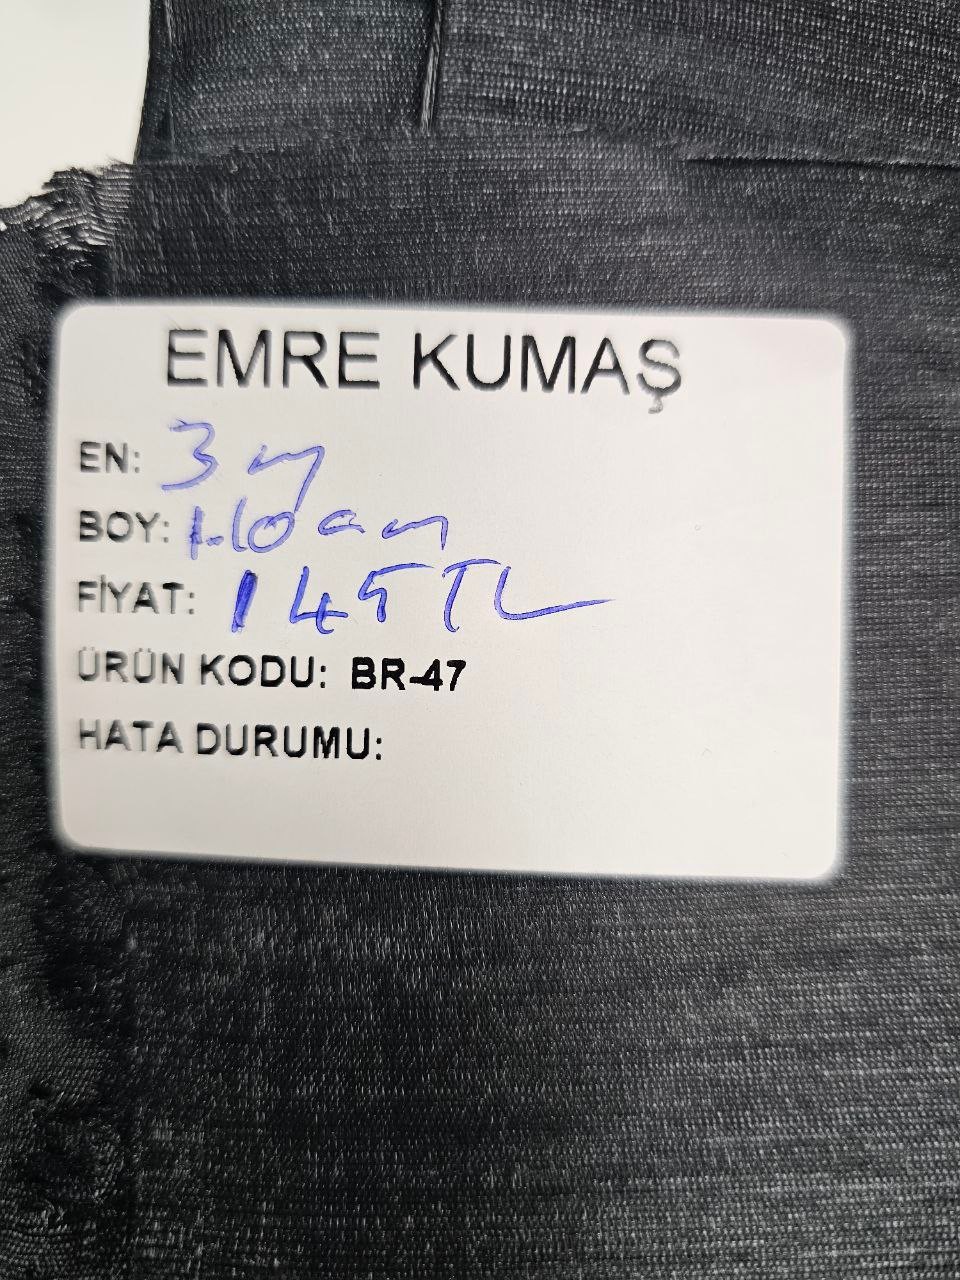 EMRE KUMAŞ
EN: 3 m
BOY: 1.10 cm
FİYAT: 145 TL
ÜRÜN KODU: BR-47
HATA DURUMU: